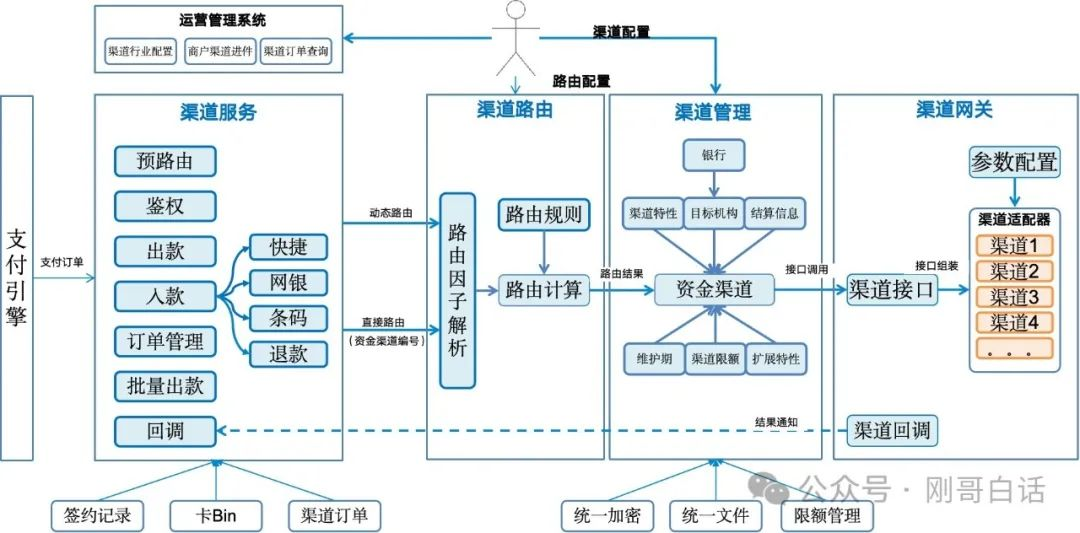 运营管理系统
渠道行业配置
商户渠道进件
渠道订单查询
渠道配置
路由配置
支付引擎
支付订单
渠道服务
预路由
鉴权
出款
入款
订单管理
批量出款
回调
快捷
网银
条码
退款
动态路由
直接路由
（资金渠道编号）
渠道路由
路由因子解析
路由规则
路由计算
路由结果
渠道管理
银行
渠道特性
目标机构
结算信息
资金渠道
维护期
渠道限额
扩展特性
接口调用
渠道网关
参数配置
渠道接口
接口组装
渠道适配器
渠道1
渠道2
渠道3
渠道4
。。。
结果通知
渠道回调
签约记录
卡Bin
渠道订单
统一加密
统一文件
限额管理
公众号·刚哥白话